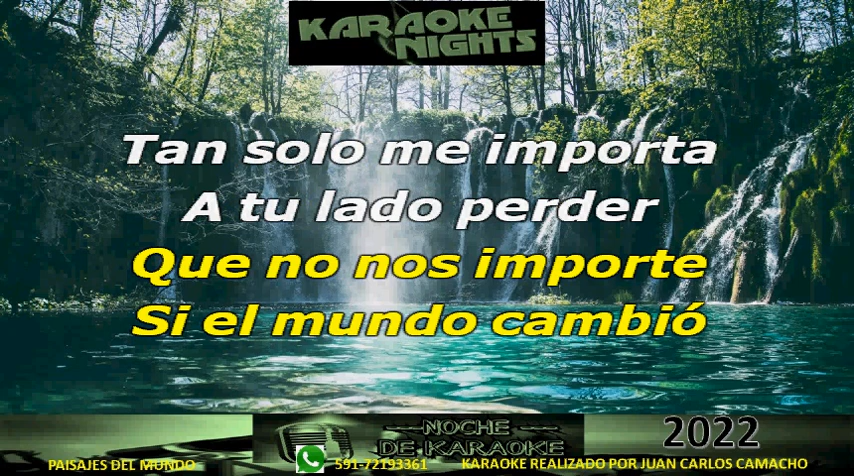 KARAOKE
NIGHTS
Tan solo me importa
A tu lado perder
Que no nos importe
Si el mundo cambió
NOCHE
DE KARAOKE
2022
PAISAJES DEL MUNDO
591-72193361
KARAOKE REALIZADO POR JUAN CARLOS CAMACHO